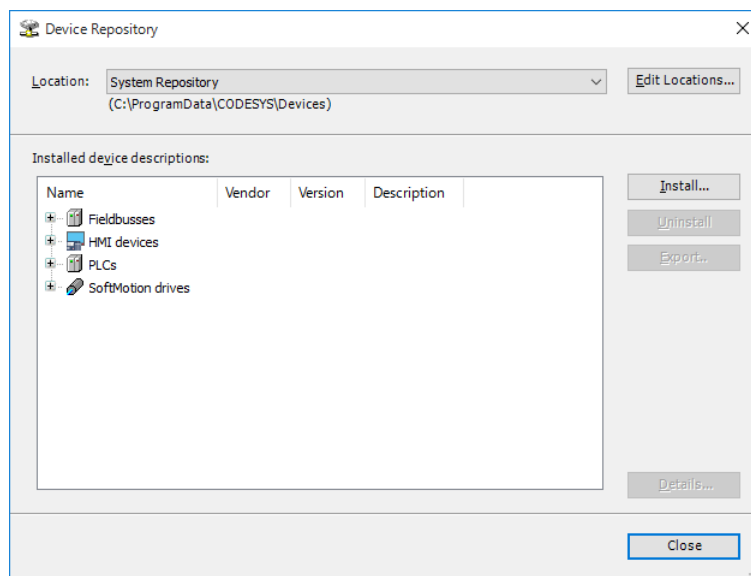 Device Repository
Location: System Repository Edit Locations...
(C:\ProgramData\CODESYS\Devices)
Installed device descriptions:
Name Vendor Version Description Install...
Fieldbusses Uninstall
HMI devices
PLCs Export..
SoftMotion drives
Details...
Close